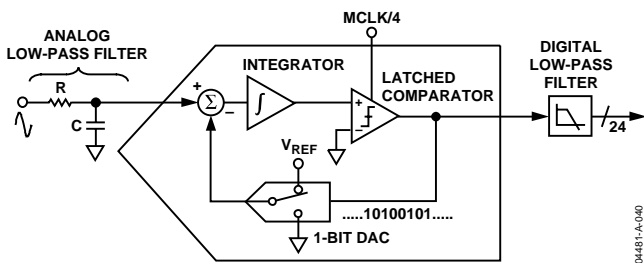 MCLK/4
ANALOG
LOW-PASS FILTER
INTEGRATOR
DIGITAL
LOW-PASS
FILTER
LATCHED
COMPARATOR
R
+
Σ
–
∫
+
–
C
24
VREF
.....10100101.....
1-BIT DAC
04481-A-040